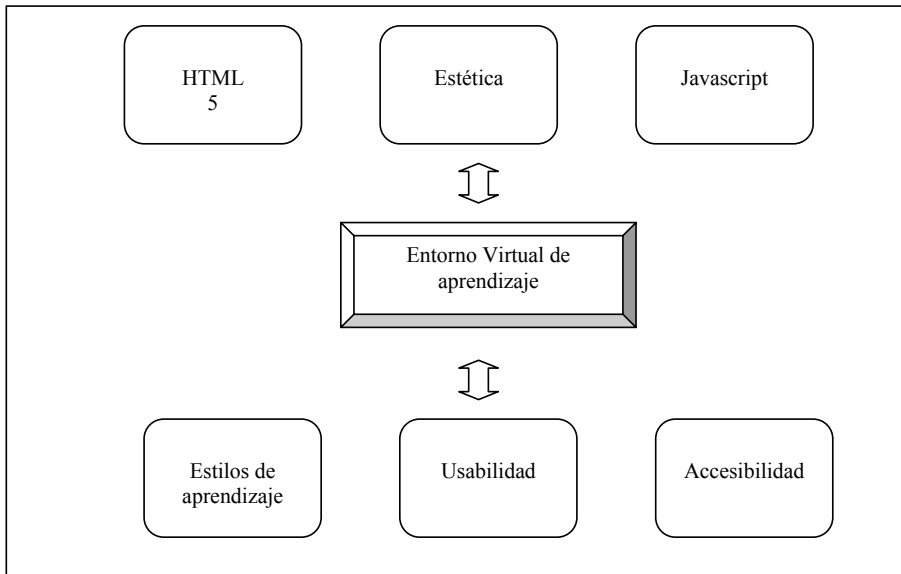 HTML
5
Estética
Javascript
Entorno Virtual de
aprendizaje
Estilos de
aprendizaje
Usabilidad
Accesibilidad